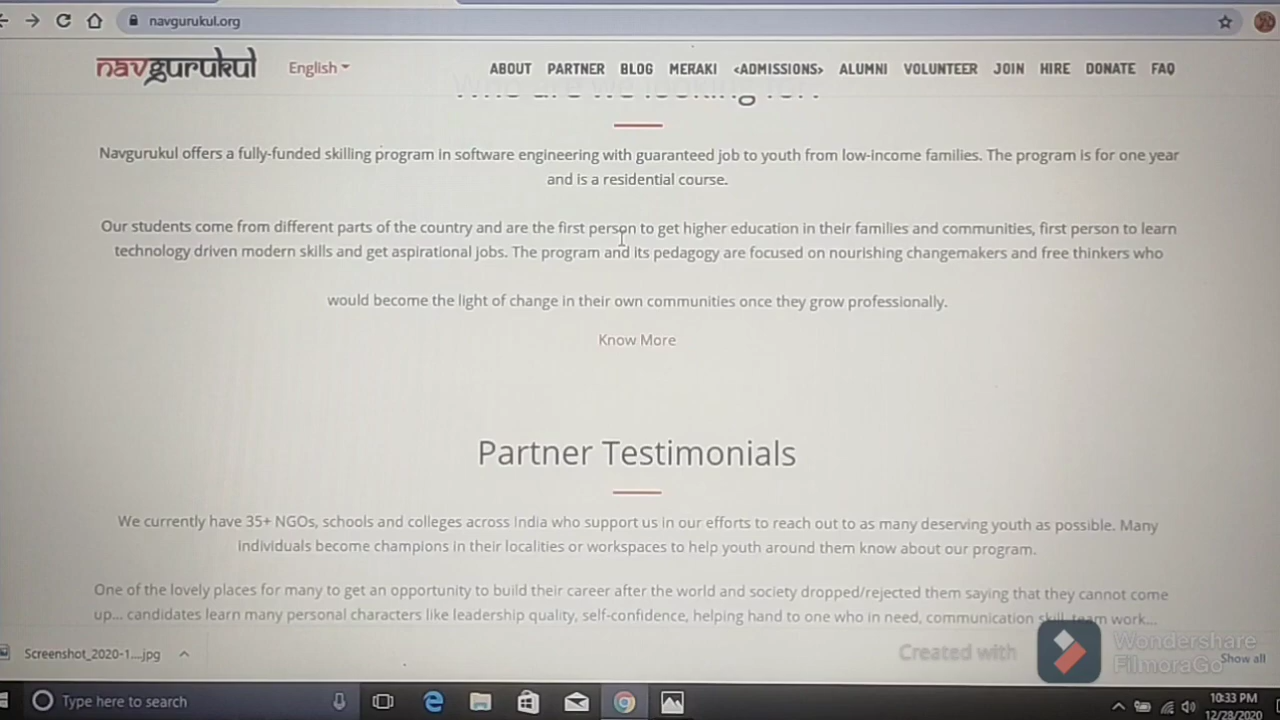 navgurukul.org
navgurukul English ABOUT PARTNER BLOG MERAKI <ADMISSIONS> ALUMNI VOLUNTEER JOIN HIRE DONATE FAQ
Navgurukul offers a fully-funded skilling program in software engineering with guaranteed job to youth from low-income families. The program is for one year
and is a residential course.
Our students come from different parts of the country and are the first person to get higher education in their families and communities, first person to learn
technology driven modern skills and get aspirational jobs. The program and its pedagogy are focused on nourishing changemakers and free thinkers who
would become the light of change in their own communities once they grow professionally.
Know More
Partner Testimonials
We currently have 35+ NGOs, schools and colleges across India who support us in our efforts to reach out to as many deserving youth as possible. Many
individuals become champions in their localities or workspaces to help youth around them know about our program.
One of the lovely places for many to get an opportunity to build their career after the world and society dropped/rejected them saying that they cannot come
up... candidates learn many personal characters like leadership quality, self-confidence, helping hand to one who in need, communication skill, team work...
Screenshot_2020-1....jpg
Created with
Wondershare
FilmoraGo
Show all
Type here to search
10:33 PM
12/28/2020